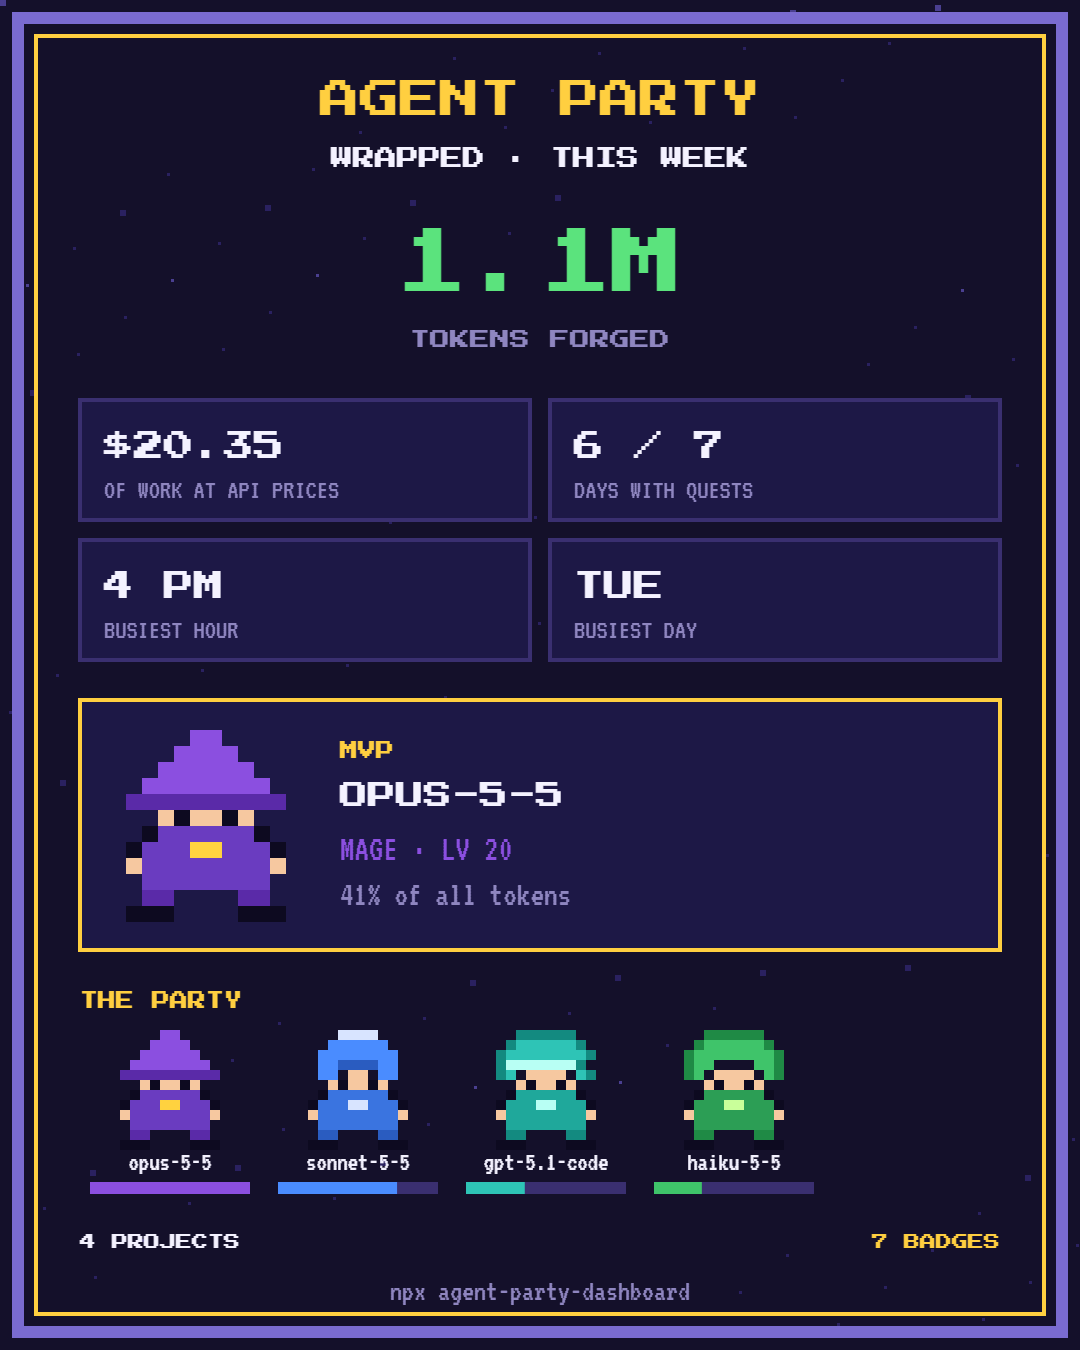 AGENT PARTY
WRAPPED · THIS WEEK
1.1M
TOKENS FORGED
$20.35
OF WORK AT API PRICES
6 / 7
DAYS WITH QUESTS
4 PM
BUSIEST HOUR
TUE
BUSIEST DAY
MVP
OPUS-5-5
MAGE · LV 20
41% of all tokens
THE PARTY
opus-5-5
sonnet-5-5
gpt-5.1-code
haiku-5-5
4 PROJECTS
7 BADGES
npx agent-party-dashboard